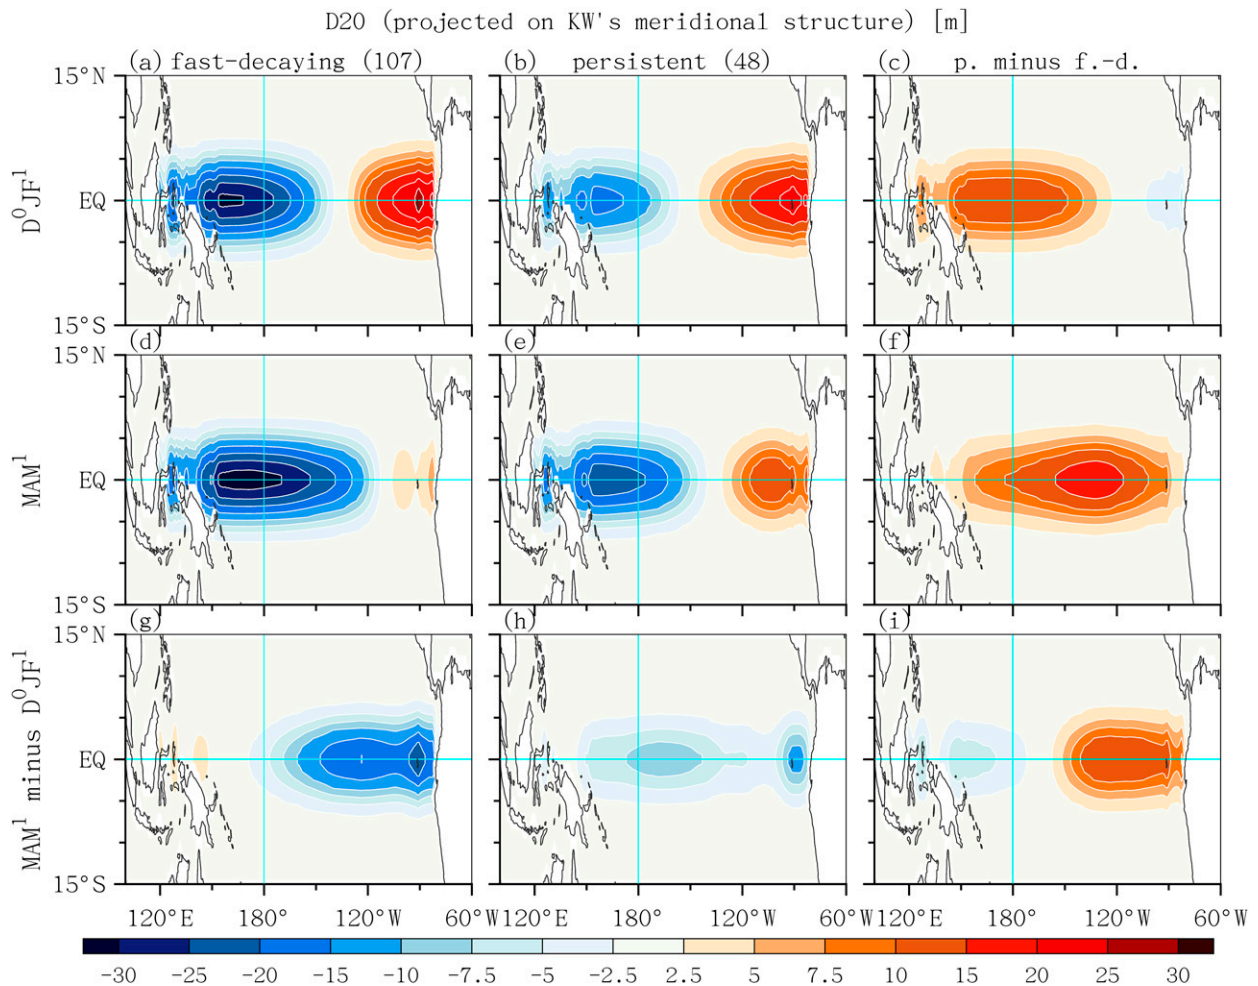 D20 (projected on KW's meridional structure) [m]
(a) fast-decaying (107)
(b) persistent (48)
(c) p. minus f.-d.
15°N
EQ
15°S
D⁰JF¹
(d)
(e)
(f)
15°N
EQ
15°S
MAM¹
(g)
(h)
(i)
15°N
EQ
15°S
MAM¹ minus D⁰JF¹
120°E 180° 120°W 60°W 120°E 180° 120°W 60°W 120°E 180° 120°W 60°W
-30 -25 -20 -15 -10 -7.5 -5 -2.5 2.5 5 7.5 10 15 20 25 30